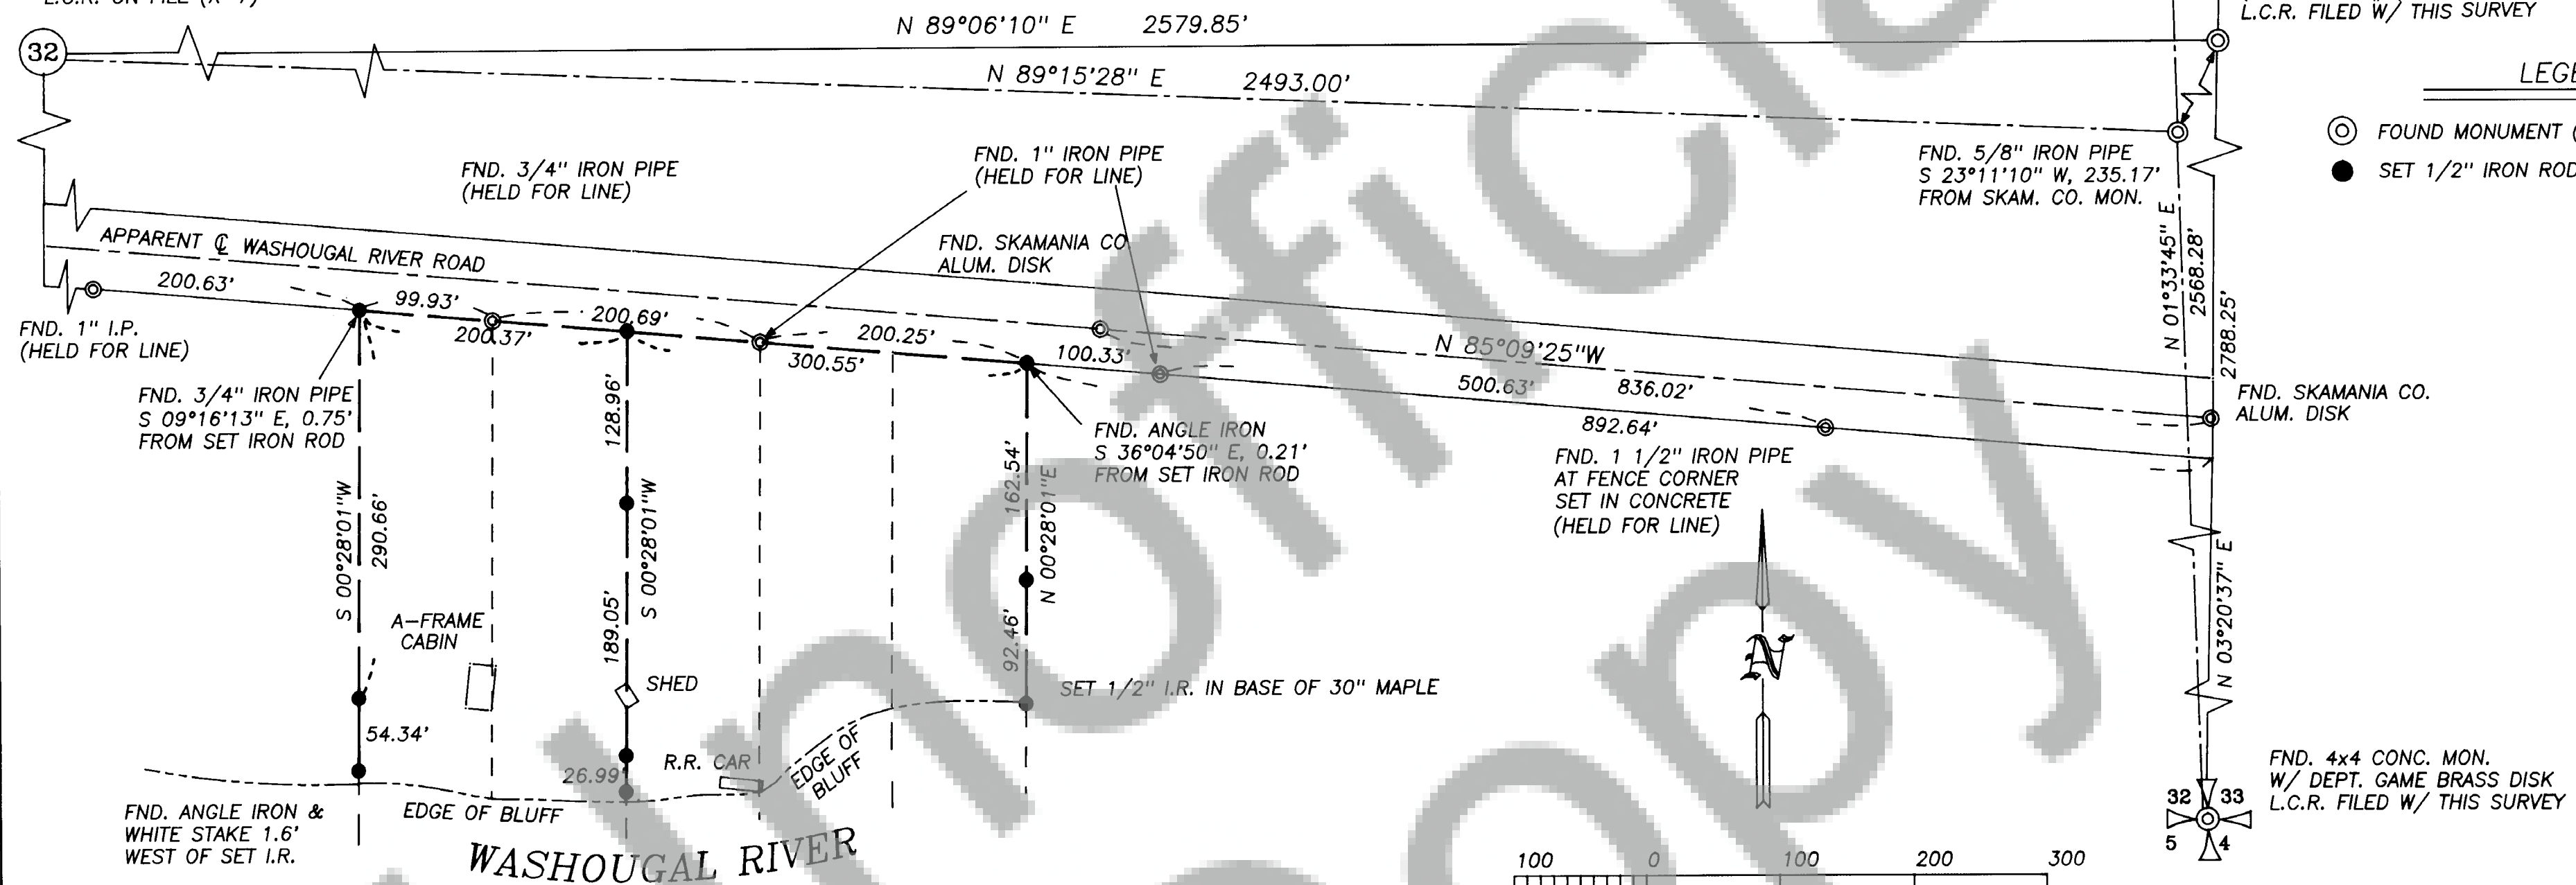 L.C.R. FILED W/ THIS SURVEY
N 89°06'10" E 2579.85'
32
N 89°15'28" E 2493.00'
FOUND MONUMENT
SET 1/2" IRON ROD
FND. 5/8" IRON PIPE
S 23°11'10" W, 235.17'
FROM SKAM. CO. MON.
FND. 3/4" IRON PIPE
(HELD FOR LINE)
FND. 1" IRON PIPE
(HELD FOR LINE)
N 01°33'45" E
2568.28'
2788.25'
APPARENT ℄ WASHOUGAL RIVER ROAD
FND. SKAMANIA CO
ALUM. DISK
200.63'
99.93'
200.37'
200.69'
300.55'
200.25'
100.33'
N 85°09'25"W
500.63'
836.02'
892.64'
FND. 1" I.P.
(HELD FOR LINE)
FND. SKAMANIA CO.
ALUM. DISK
FND. 3/4" IRON PIPE
S 09°16'13" E, 0.75'
FROM SET IRON ROD
128.96'
FND. ANGLE IRON
S 36°04'50" E, 0.21'
FROM SET IRON ROD
162.54'
FND. 1 1/2" IRON PIPE
AT FENCE CORNER
SET IN CONCRETE
(HELD FOR LINE)
S 00°28'01"W
290.66'
S 00°28'01"W
189.05'
N 00°28'01"E
92.46'
N 03°20'37" E
A-FRAME
CABIN
SHED
SET 1/2" I.R. IN BASE OF 30" MAPLE
N
54.34'
26.99'
R.R. CAR
EDGE OF
BLUFF
EDGE OF BLUFF
FND. ANGLE IRON &
WHITE STAKE 1.6'
WEST OF SET I.R.
WASHOUGAL RIVER
FND. 4x4 CONC. MON.
W/ DEPT. GAME BRASS DISK
L.C.R. FILED W/ THIS SURVEY
32 33
5 4
100 0 100 200 300